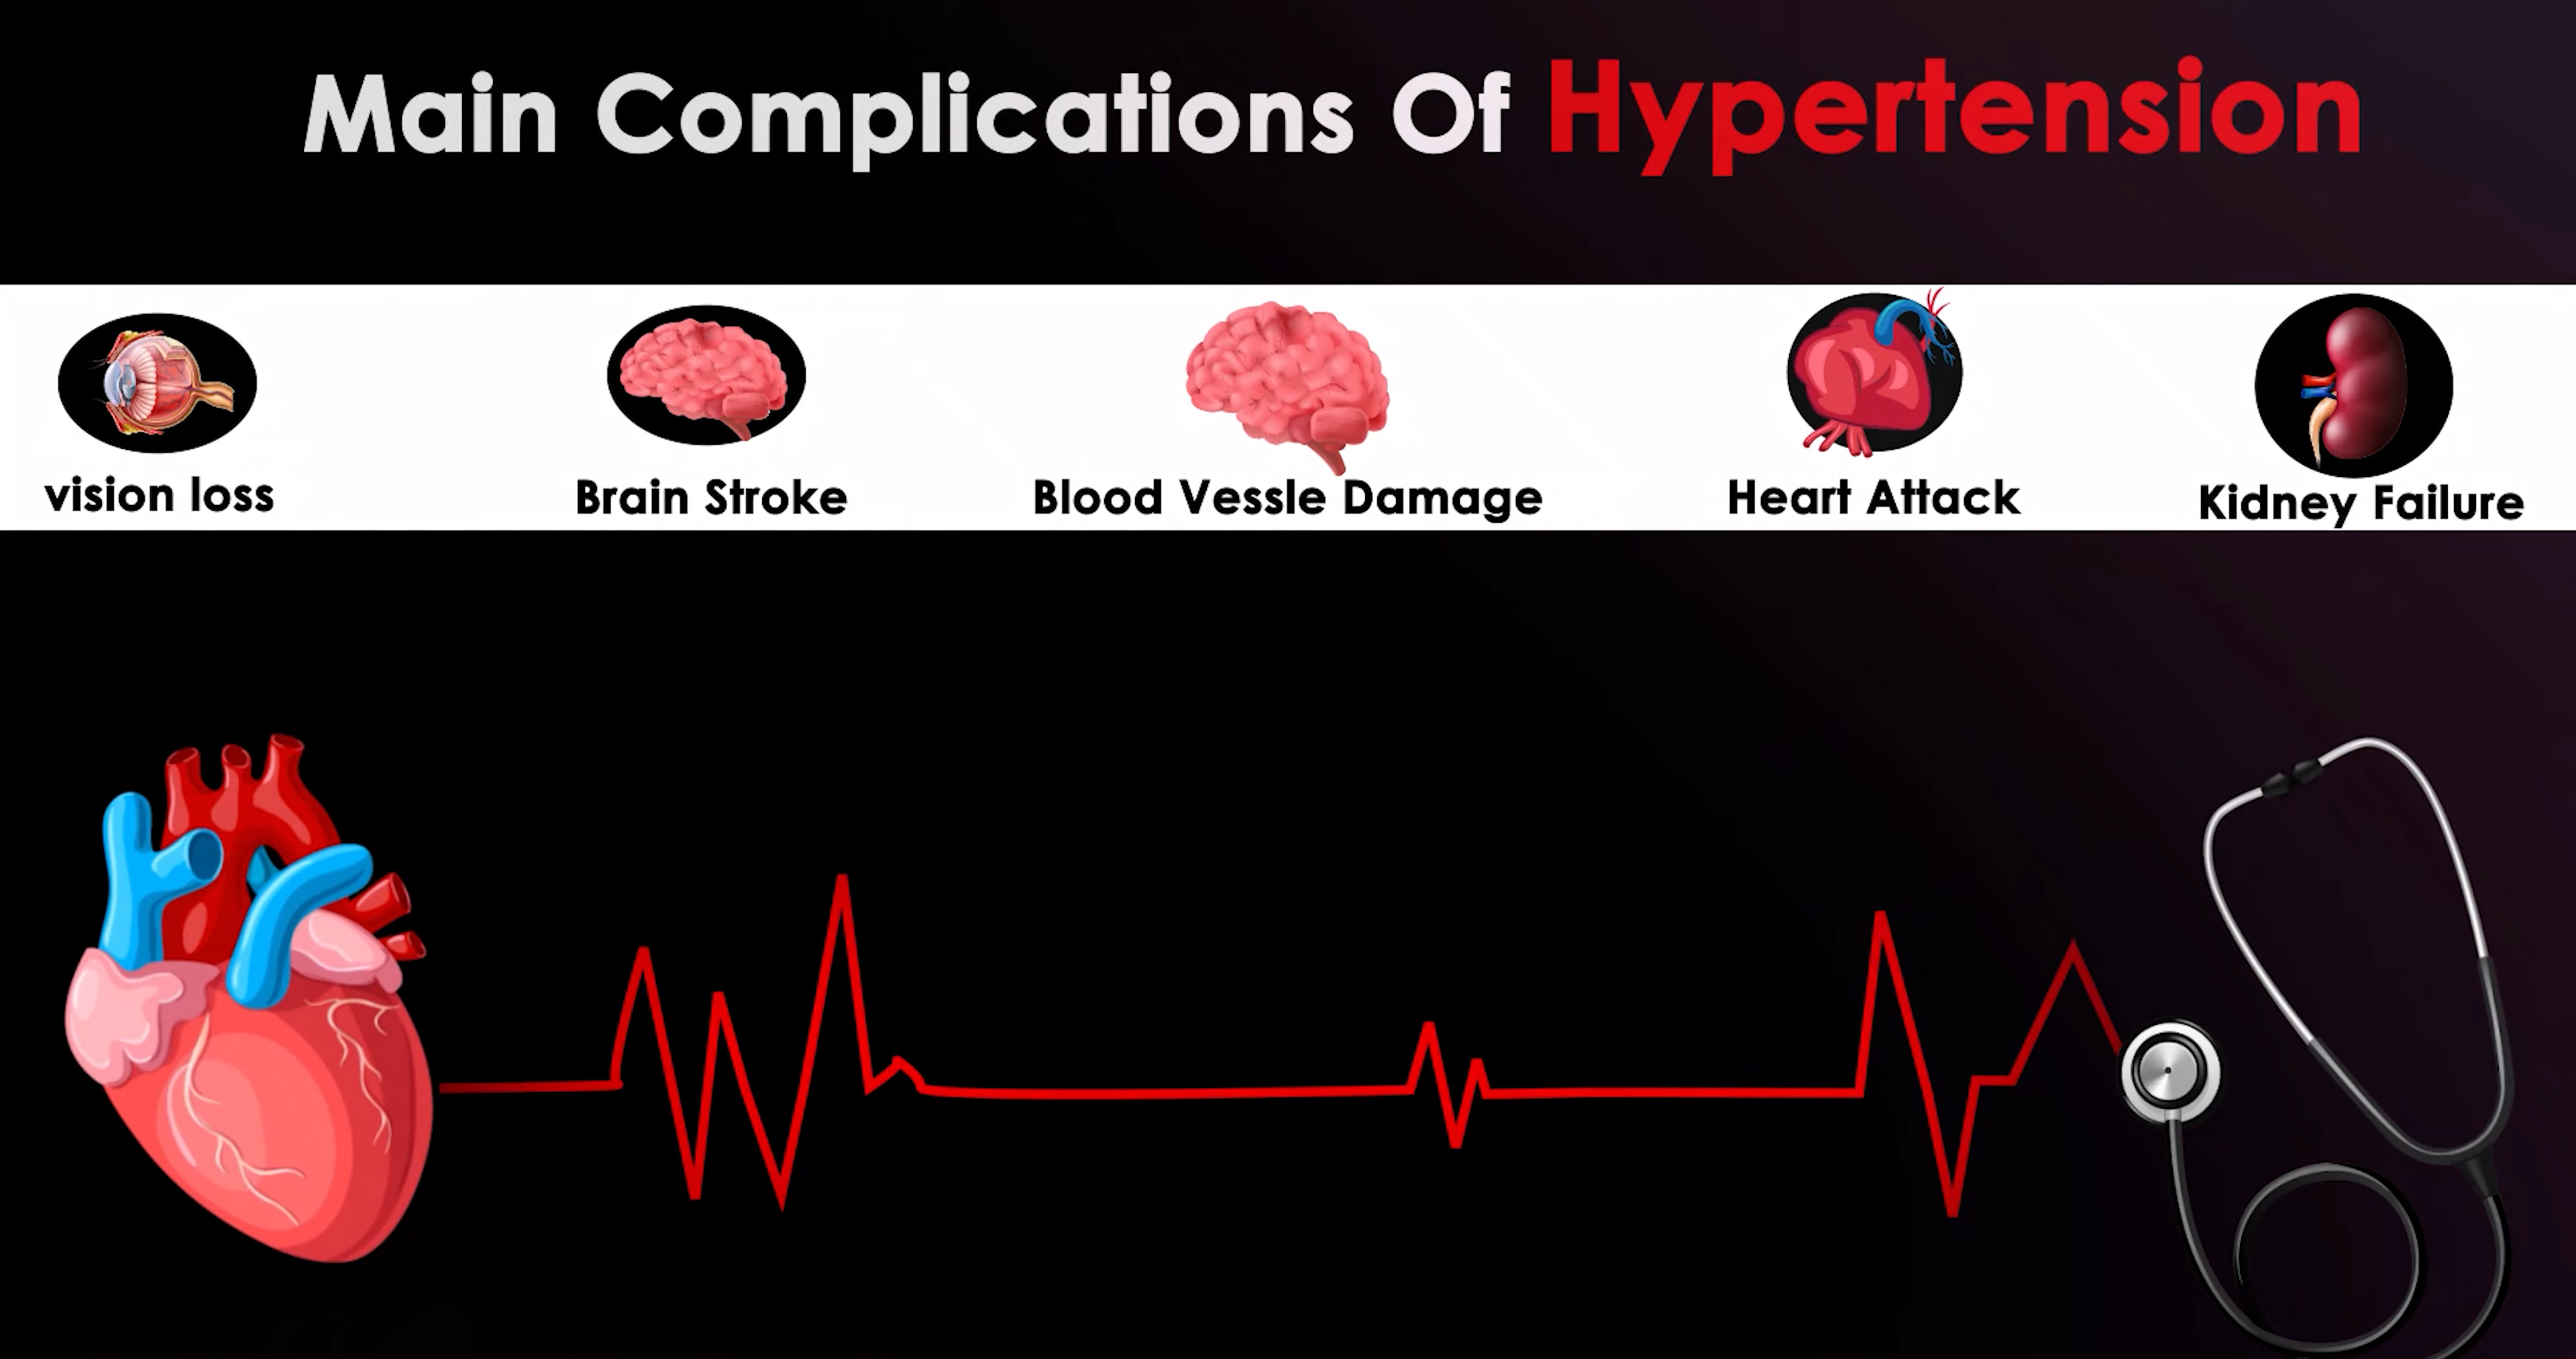 Main Complications Of Hypertension
vision loss
Brain Stroke
Blood Vessle Damage
Heart Attack
Kidney Failure